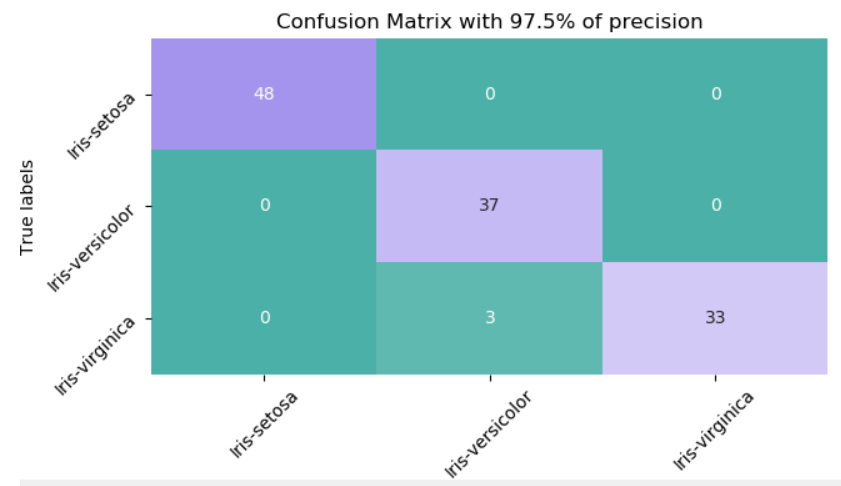 Confusion Matrix with 97.5% of precision
True labels
Iris-setosa
48 0 0
Iris-versicolor
0 37 0
Iris-virginica
0 3 33
Iris-setosa
Iris-versicolor
Iris-virginica